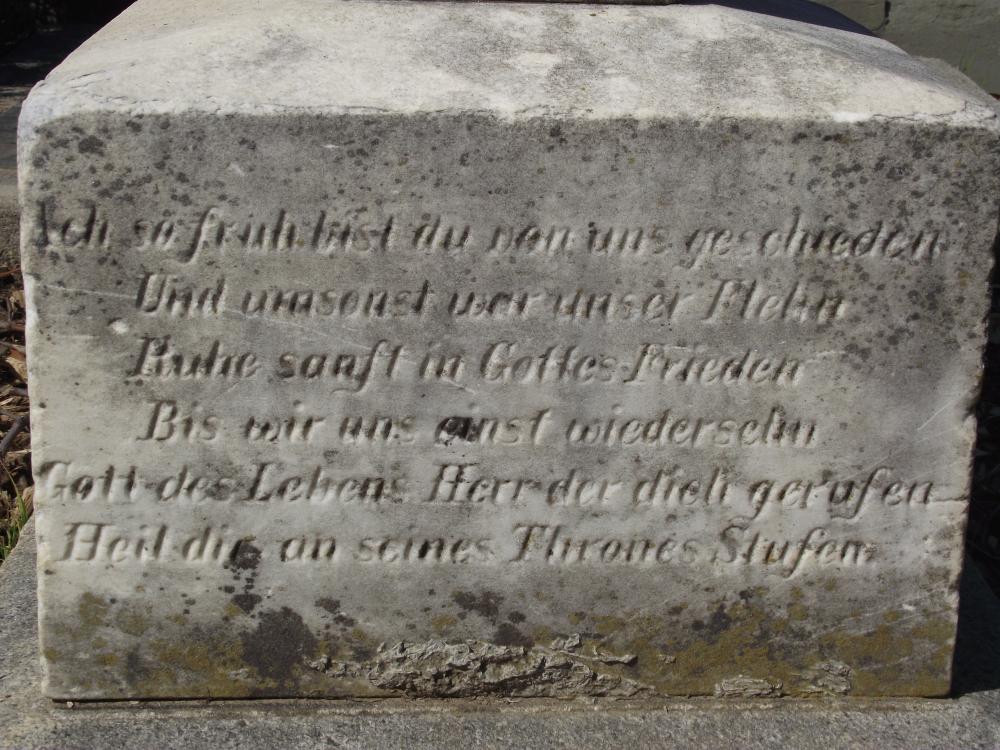 Ach so früh bist du von uns geschieden
Und umsonst war unser Flehn
Ruhe sanft in Gottes Frieden
Bis wir uns einst wiedersehn
Gott des Lebens Herr der dich gerufen
Heil dir an seines Thrones Stufen